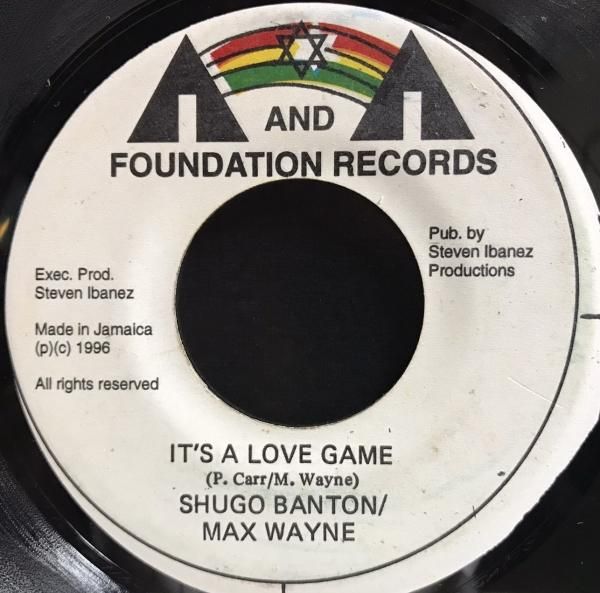 A AND A
FOUNDATION RECORDS
Pub. by
Steven Ibanez
Productions
Exec. Prod.
Steven Ibanez
Made in Jamaica
(p)(c) 1996
All rights reserved
IT'S A LOVE GAME
(P. Carr/M. Wayne)
SHUGO BANTON/
MAX WAYNE